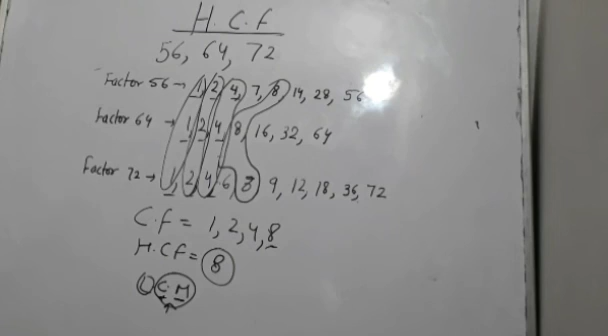 H.C.F
56, 64, 72
Factor 56→ 1, 2, 4, 7, 8, 14, 28, 56
Factor 64→ 1, 2, 4, 8, 16, 32, 64
Factor 72→ 1, 2, 4, 6, 8, 9, 12, 18, 36, 72
C.f = 1, 2, 4, 8
H.Cf = 8
LCM